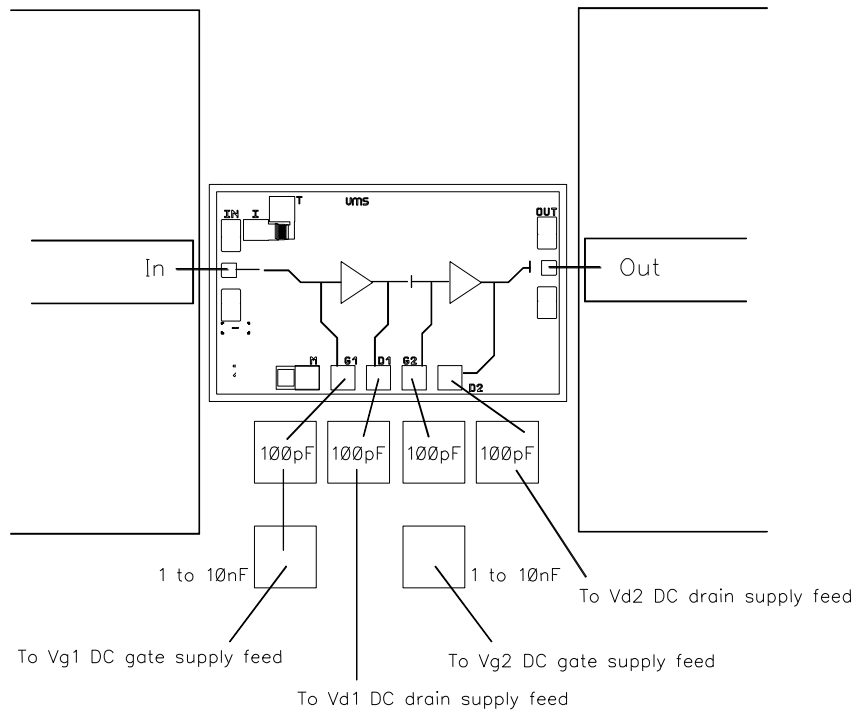 IN I T UMS OUT
In Out
M G1 D1 G2 D2
100pF 100pF 100pF 100pF
1 to 10nF 1 to 10nF
To Vd2 DC drain supply feed
To Vg1 DC gate supply feed To Vg2 DC gate supply feed
To Vd1 DC drain supply feed